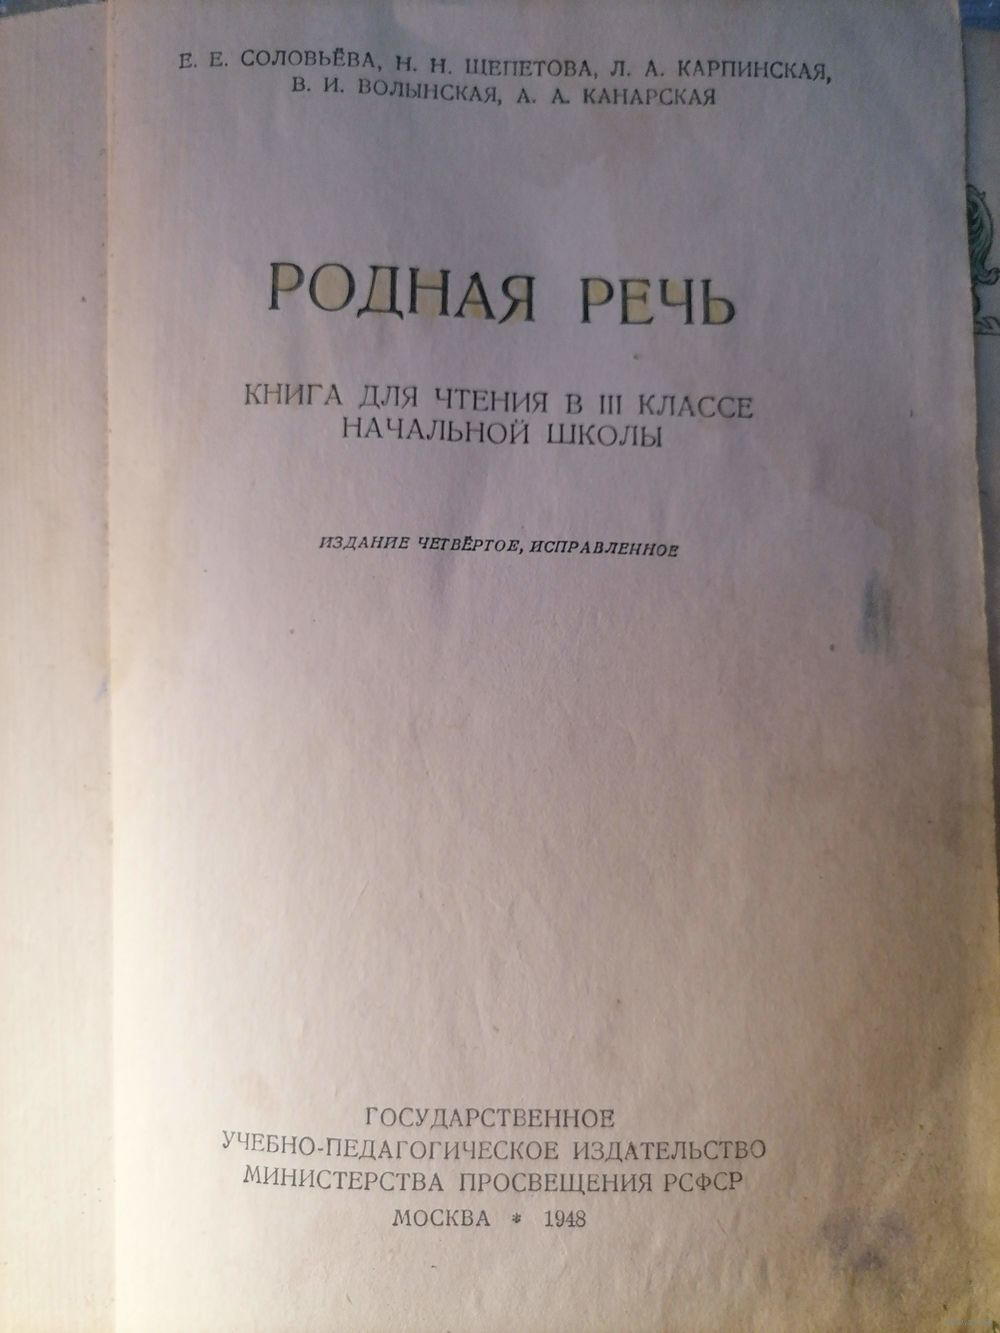 Е. Е. СОЛОВЬЁВА, Н. Н. ЩЕПЕТОВА, Л. А. КАРПИНСКАЯ,
В. И. ВОЛЫНСКАЯ, А. А. КАНАРСКАЯ
РОДНАЯ РЕЧЬ
КНИГА ДЛЯ ЧТЕНИЯ В III КЛАССЕ
НАЧАЛЬНОЙ ШКОЛЫ
ИЗДАНИЕ ЧЕТВЁРТОЕ, ИСПРАВЛЕННОЕ
ГОСУДАРСТВЕННОЕ
УЧЕБНО-ПЕДАГОГИЧЕСКОЕ ИЗДАТЕЛЬСТВО
МИНИСТЕРСТВА ПРОСВЕЩЕНИЯ РСФСР
МОСКВА * 1948